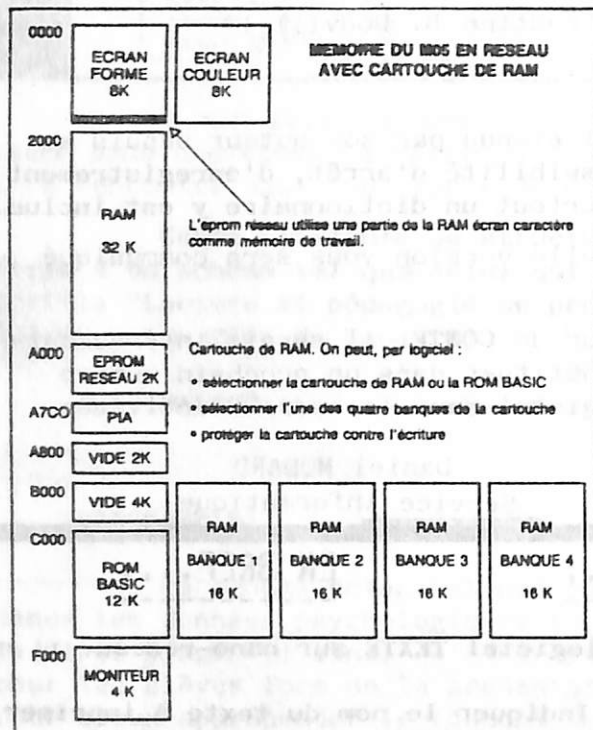 MEMOIRE DU MO5 EN RESEAU
AVEC CARTOUCHE DE RAM
0000
ECRAN
FORME
8K
ECRAN
COULEUR
8K
2000
RAM
32 K
L'eprom réseau utilise une partie de la RAM écran caractère
comme mémoire de travail.
A000
EPROM
RESEAU 2K
Cartouche de RAM. On peut, par logiciel :
• sélectionner la cartouche de RAM ou la ROM BASIC
A7C0
PIA
• sélectionner l'une des quatre banques de la cartouche
A800
VIDE 2K
• protéger la cartouche contre l'écriture
B000
VIDE 4K
C000
ROM
BASIC
12 K
RAM
BANQUE 1
16 K
RAM
BANQUE 2
16 K
RAM
BANQUE 3
16 K
RAM
BANQUE 4
16 K
F000
MONITEUR
4 K